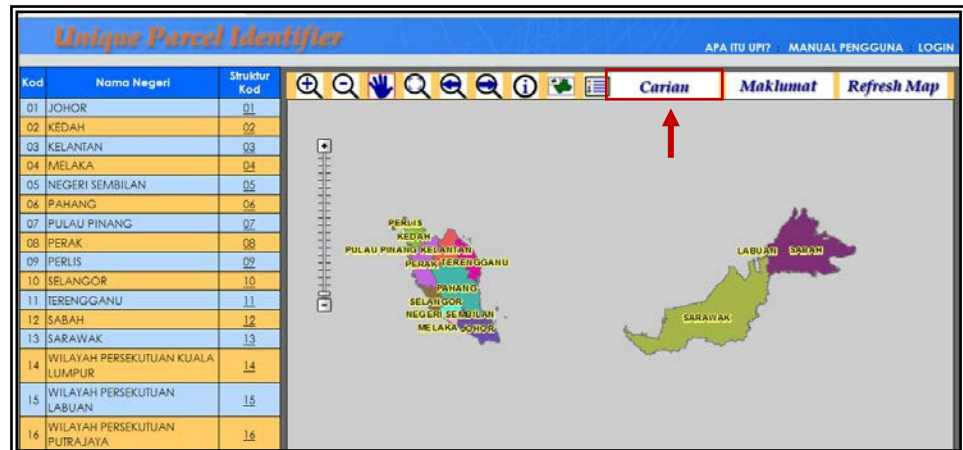 Unique Parcel Identifier
APA ITU UPI? MANUAL PENGGUNA LOGIN
Kod Nama Negeri Struktur Kod
Carian Maklumat Refresh Map
01 JOHOR 01
02 KEDAH 02
03 KELANTAN 03
04 MELAKA 04
05 NEGERI SEMBILAN 05
06 PAHANG 06
07 PULAU PINANG 07
08 PERAK 08
09 PERLIS 09
10 SELANGOR 10
11 TERENGGANU 11
12 SABAH 12
13 SARAWAK 13
14 WILAYAH PERSEKUTUAN KUALA
LUMPUR 14
15 WILAYAH PERSEKUTUAN
LABUAN 15
16 WILAYAH PERSEKUTUAN
PUTRAJAYA 16
PERLIS
KEDAH
PULAU PINANG KELANTAN
PERAK TERENGGANU
PAHANG
SELANGOR
NEGERI SEMBILAN
MELAKA JOHOR
LABUAN SABAH
SARAWAK